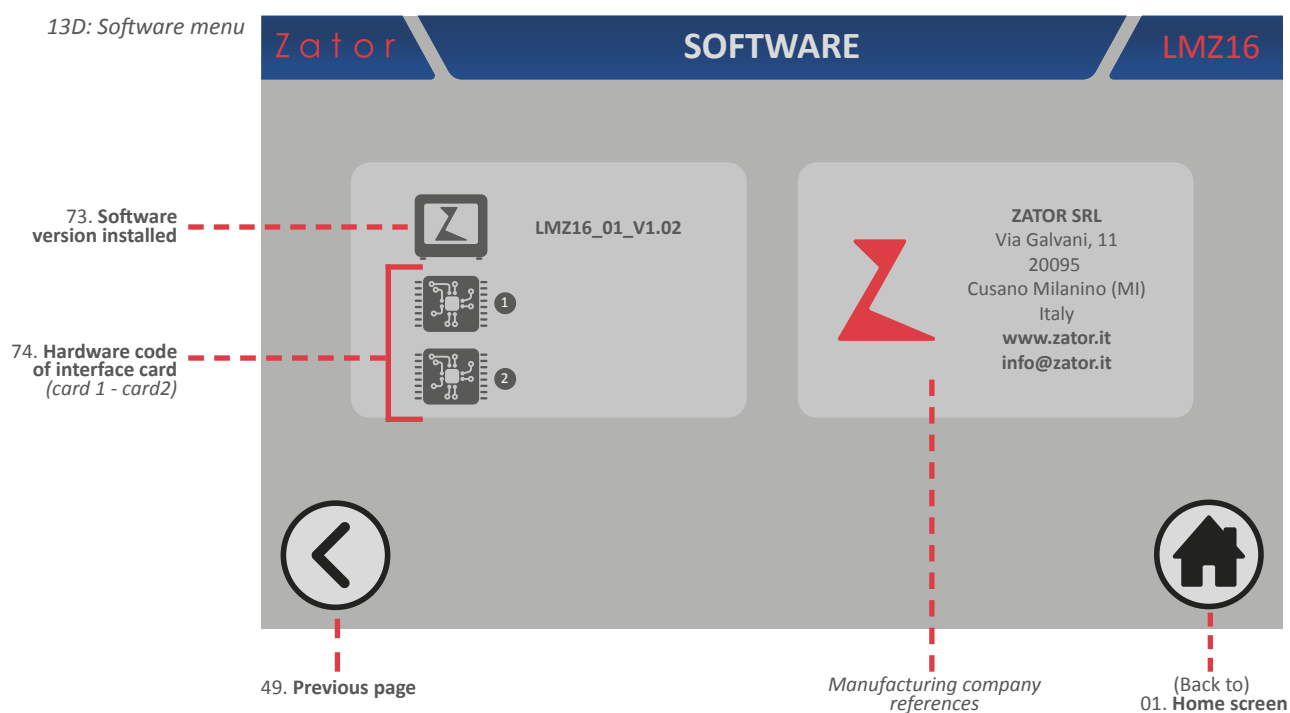 13D: Software menu
Zator
SOFTWARE
LMZ16
73. Software
version installed
LMZ16_01_V1.02
1
74. Hardware code
of interface card
(card 1 - card2)
2
ZATOR SRL
Via Galvani, 11
20095
Cusano Milanino (MI)
Italy
www.zator.it
info@zator.it
49. Previous page
Manufacturing company
references
(Back to)
01. Home screen